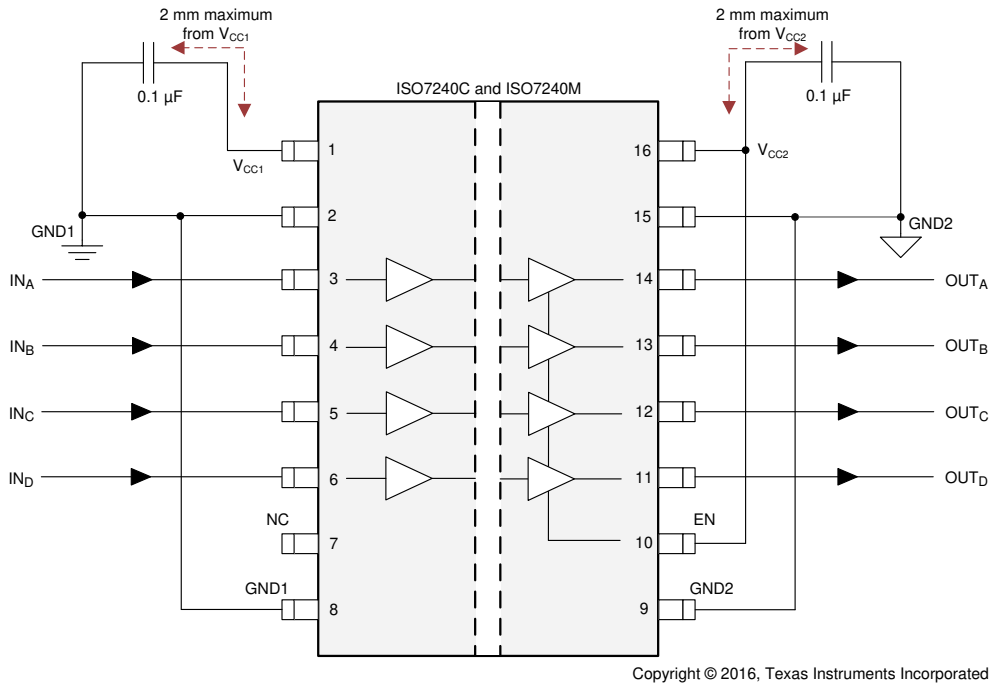 2 mm maximum
from VCC1
2 mm maximum
from VCC2
0.1 µF
0.1 µF
ISO7240C and ISO7240M
VCC1
1
16
VCC2
2
15
GND1
GND2
INA
3
14
OUTA
INB
4
13
OUTB
INC
5
12
OUTC
IND
6
11
OUTD
NC
7
EN
10
GND1
8
GND2
9
Copyright © 2016, Texas Instruments Incorporated